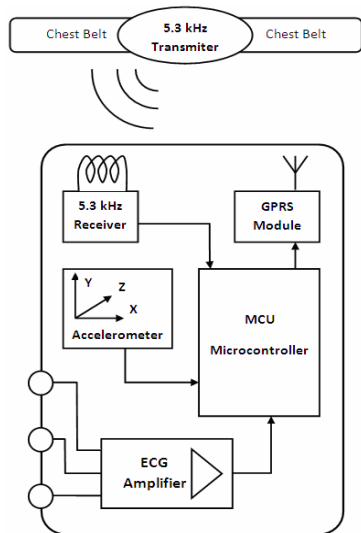 Chest Belt
5.3 kHz
Transmiter
Chest Belt
5.3 kHz
Receiver
GPRS
Module
Y
Z
X
Accelerometer
MCU
Microcontroller
ECG
Amplifier